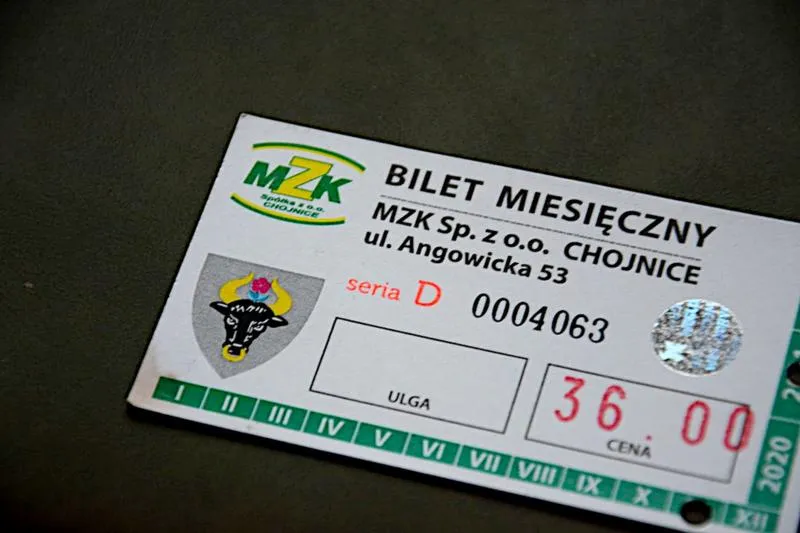 MZK
Spółka z o.o.
CHOJNICE
BILET MIESIĘCZNY
MZK Sp. z o.o. CHOJNICE
ul. Angowicka 53
seria D 0004063
ULGA
36.00
CENA
I II III IV V VI VII VIII IX X XII
2020